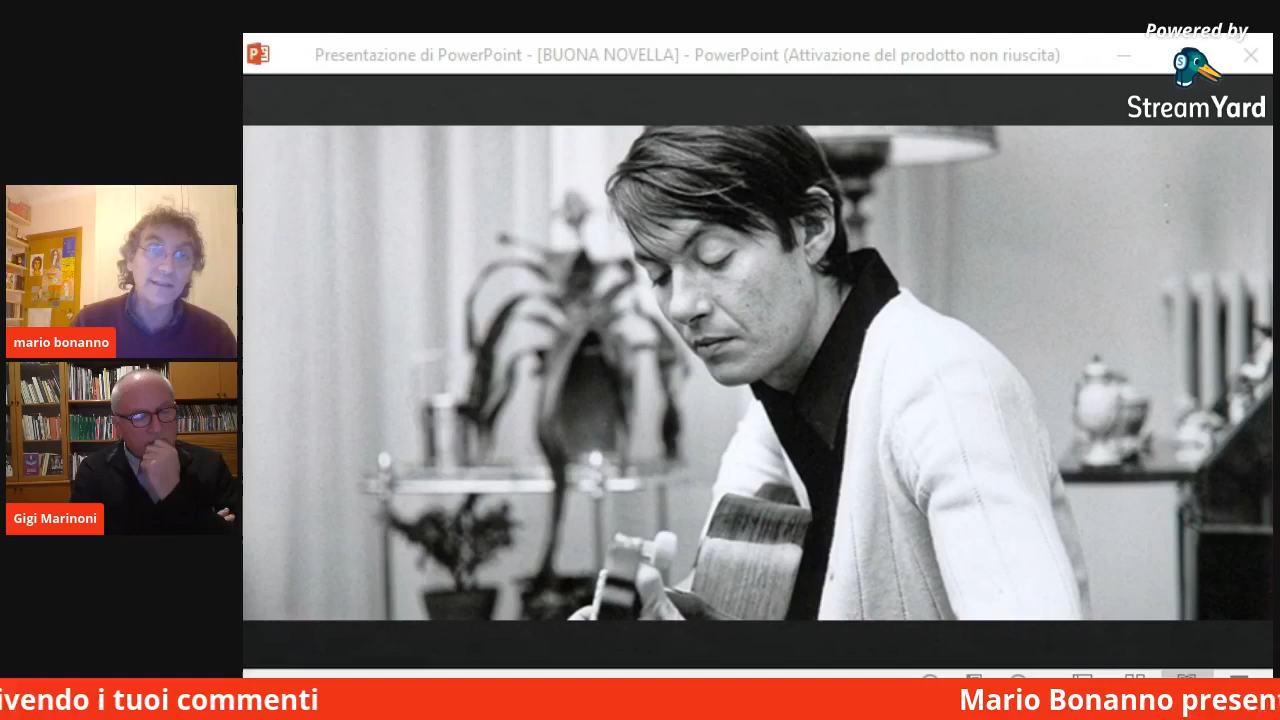 Powered by
Presentazione di PowerPoint - [BUONA NOVELLA] - PowerPoint (Attivazione del prodotto non riuscita)
StreamYard
mario bonanno
Gigi Marinoni
ivendo i tuoi commenti
Mario Bonanno present